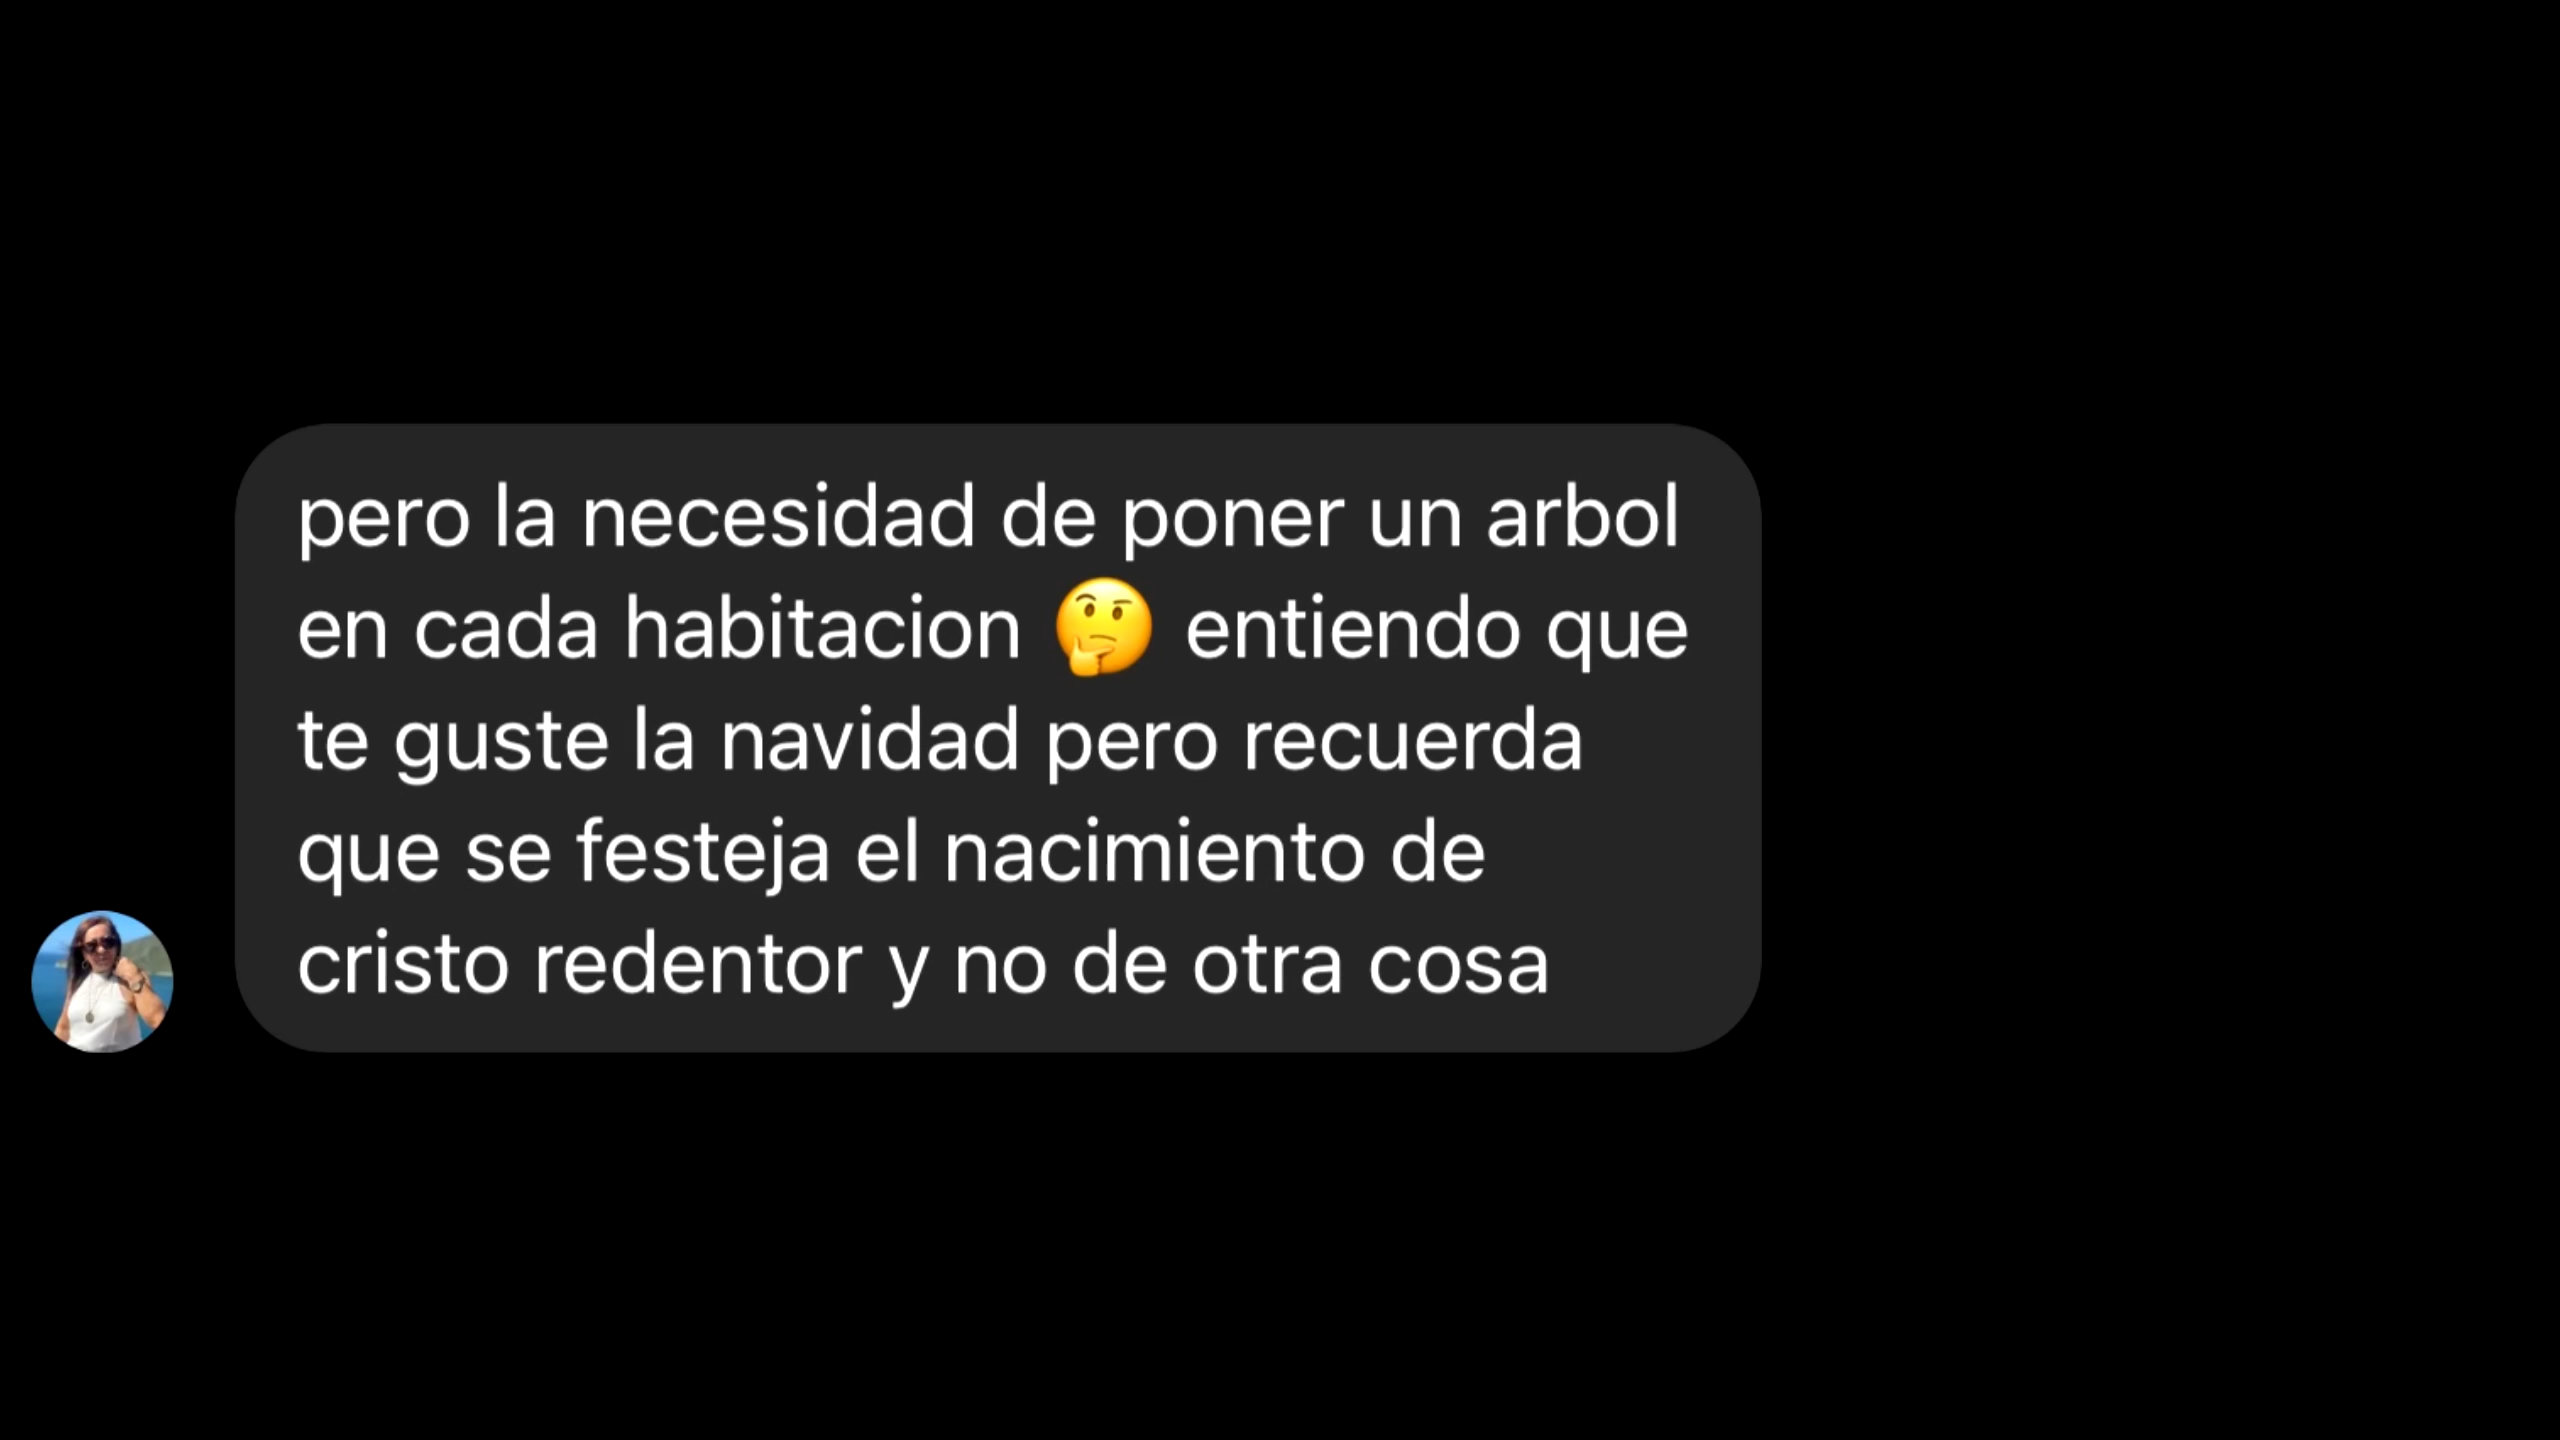 pero la necesidad de poner un arbol
en cada habitacion 🤔 entiendo que
te guste la navidad pero recuerda
que se festeja el nacimiento de
cristo redentor y no de otra cosa